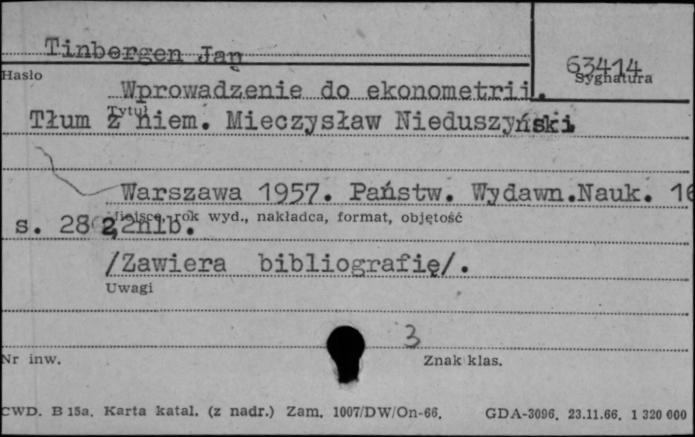 Tinbergen Jan
63414
Hasło
Sygnatura
Wprowadzenie do ekonometrii.
Tytuł
Tłum z niem. Mieczysław Nieduszyński
Warszawa 1957. Państw. Wydawn.Nauk. 16
Miejsce, rok wyd., nakładca, format, objętość
s. 282,2nlb.
/Zawiera bibliografię/.
Uwagi
3
Nr inw.
Znak klas.
CWD. B 15a. Karta katal. (z nadr.) Zam. 1007/DW/On-66. GDA-3096. 23.11.66. 1 320 000